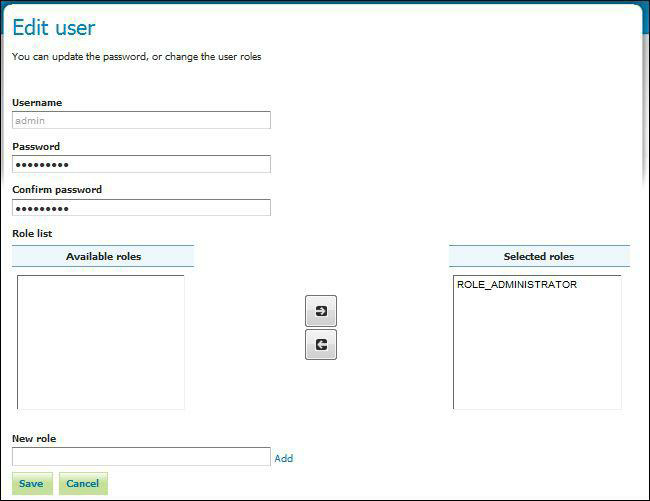 Edit user
You can update the password, or change the user roles
Username
admin
Password
•••••••••
Confirm password
•••••••••
Role list
Available roles
Selected roles
ROLE_ADMINISTRATOR
New role
Add
Save Cancel